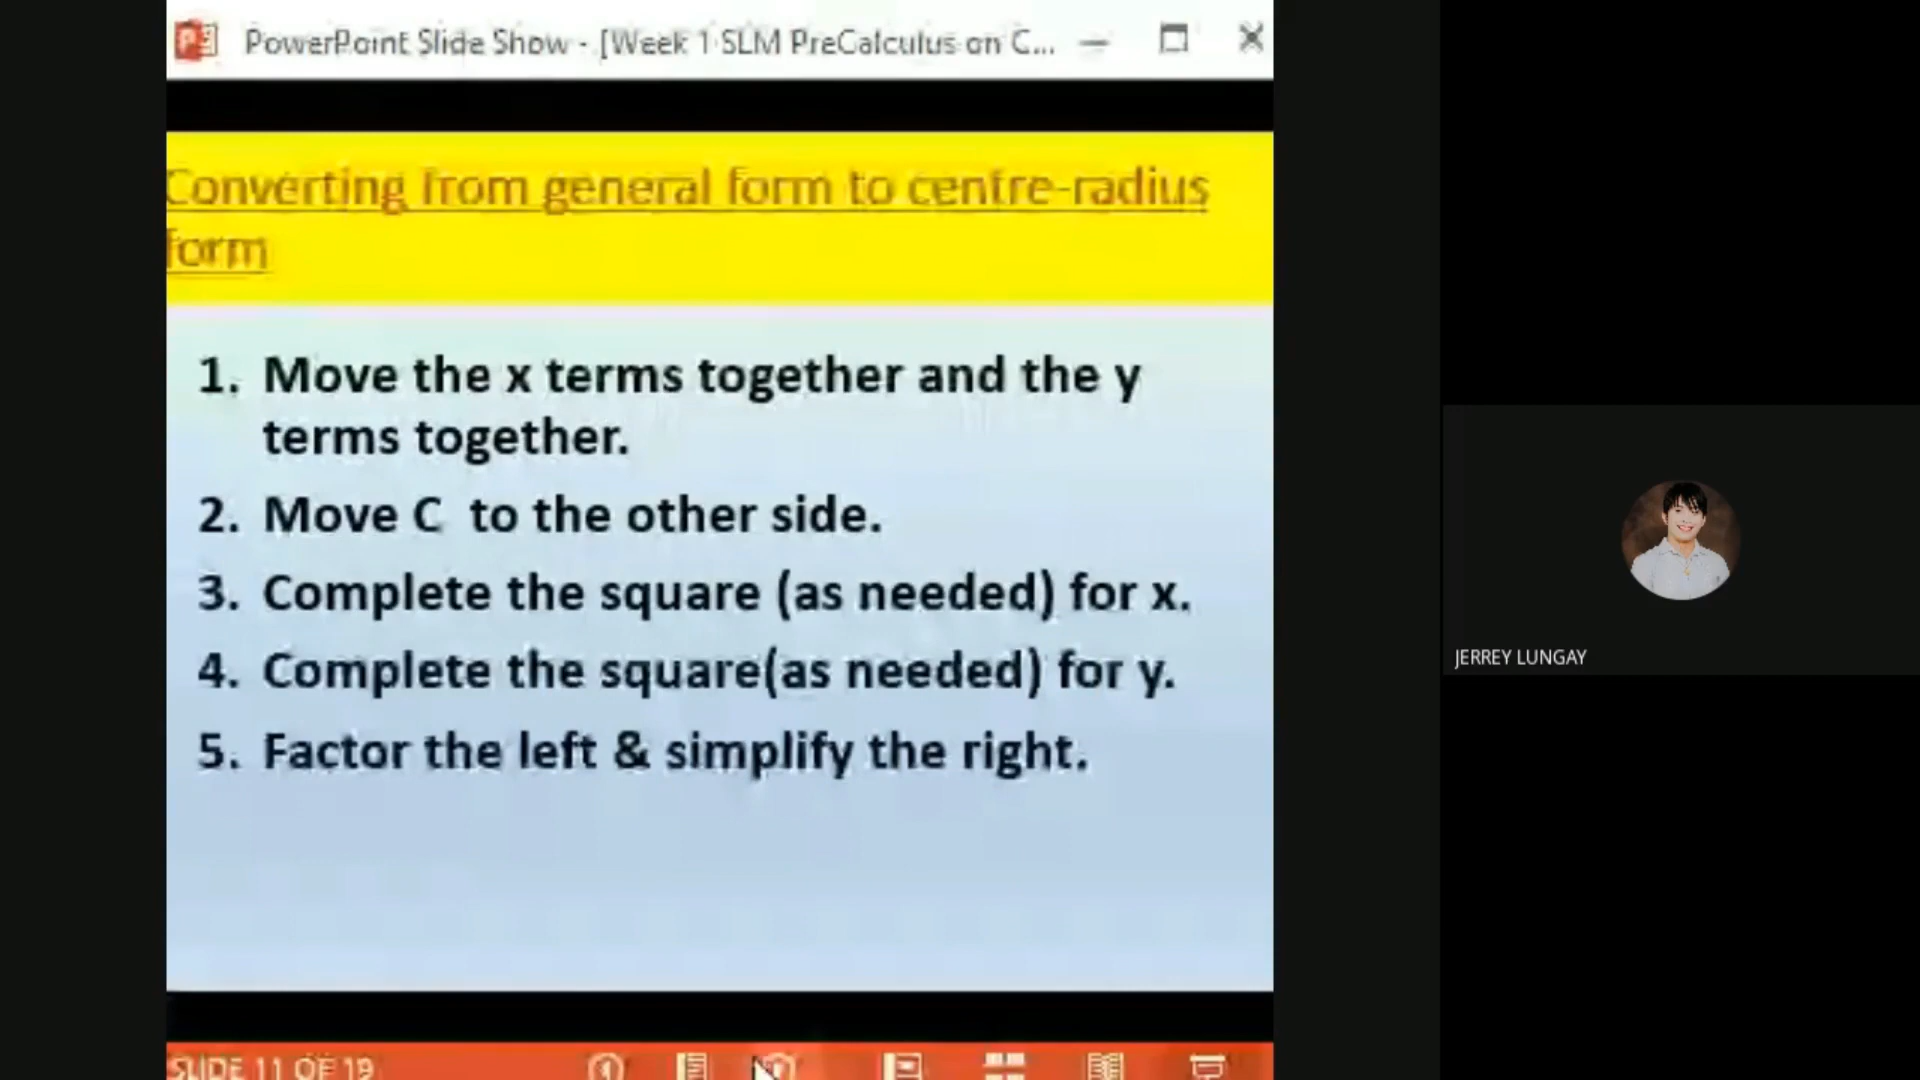 PowerPoint Slide Show - [Week 1 SLM PreCalculus on C...
Converting from general form to centre-radius
form
1. Move the x terms together and the y
terms together.
2. Move C to the other side.
3. Complete the square (as needed) for x.
4. Complete the square(as needed) for y.
5. Factor the left & simplify the right.
JERREY LUNGAY
SLIDE 11 OF 19